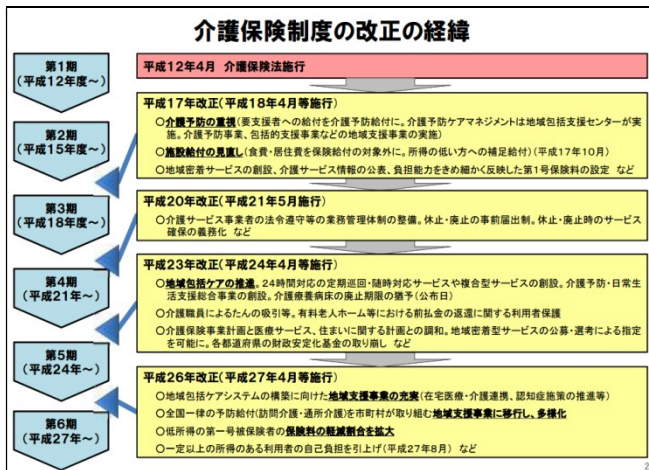 介護保険制度の改正の経緯
第1期
(平成12年度~)
第2期
(平成15年度~)
第3期
(平成18年度~)
第4期
(平成21年~)
第5期
(平成24年~)
第6期
(平成27年~)
平成12年4月 介護保険法施行
平成17年改正(平成18年4月等施行)
○介護予防の重視(要支援者への給付を介護予防給付に。介護予防ケアマネジメントは地域包括支援センターが実
施。介護予防事業、包括的支援事業などの地域支援事業の実施)
○施設給付の見直し(食費・居住費を保険給付の対象外に。所得の低い方への補足給付)(平成17年10月)
○地域密着サービスの創設、介護サービス情報の公表、負担能力をきめ細かく反映した第1号保険料の設定 など
平成20年改正(平成21年5月施行)
○介護サービス事業者の法令遵守等の業務管理体制の整備。休止・廃止の事前届出制。休止・廃止時のサービス
確保の義務化 など
平成23年改正(平成24年4月等施行)
○地域包括ケアの推進。24時間対応の定期巡回・随時対応サービスや複合型サービスの創設。介護予防・日常生
活支援総合事業の創設。介護療養病床の廃止期限の猶予(公布日)
○介護職員によるたんの吸引等。有料老人ホーム等における前払金の返還に関する利用者保護
○介護保険事業計画と医療サービス、住まいに関する計画との調和。地域密着型サービスの公募・選考による指定
を可能に。各都道府県の財政安定化基金の取り崩し など
平成26年改正(平成27年4月等施行)
○地域包括ケアシステムの構築に向けた地域支援事業の充実(在宅医療・介護連携、認知症施策の推進等)
○全国一律の予防給付(訪問介護・通所介護)を市町村が取り組む地域支援事業に移行し、多様化
○低所得の第一号被保険者の保険料の軽減割合を拡大
○一定以上の所得のある利用者の自己負担を引上げ(平成27年8月) など
2